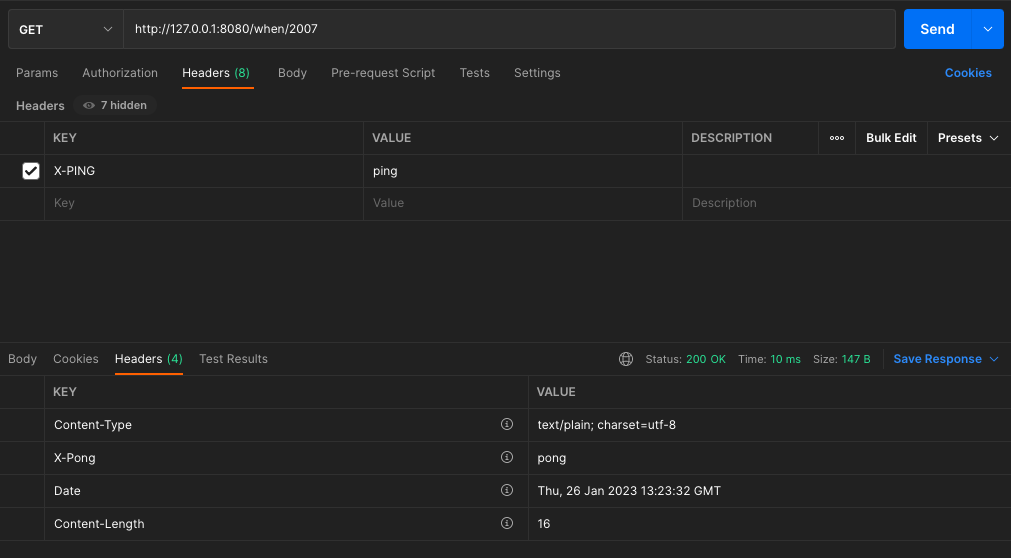 GET http://127.0.0.1:8080/when/2007 Send
Params Authorization Headers (8) Body Pre-request Script Tests Settings Cookies
Headers 7 hidden
KEY VALUE DESCRIPTION Bulk Edit Presets
X-PING ping
Key Value Description
Body Cookies Headers (4) Test Results Status: 200 OK Time: 10 ms Size: 147 B Save Response
KEY VALUE
Content-Type text/plain; charset=utf-8
X-Pong pong
Date Thu, 26 Jan 2023 13:23:32 GMT
Content-Length 16